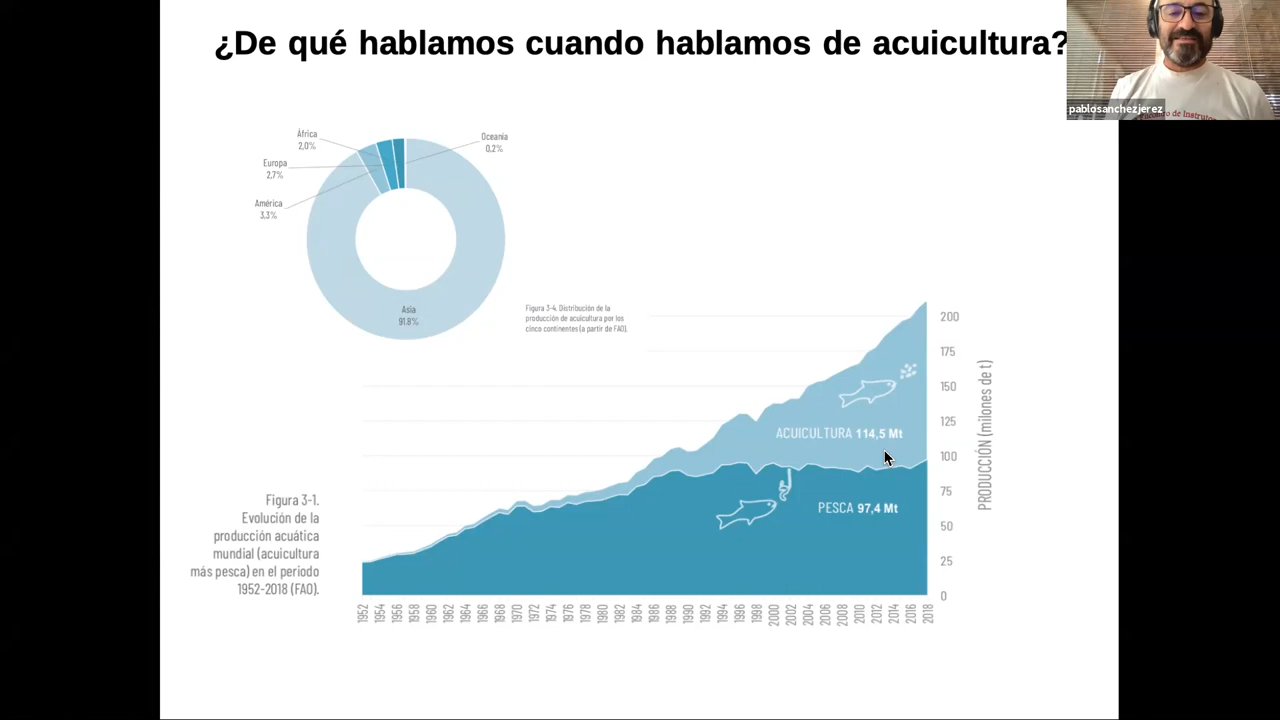 ¿De qué hablamos cuando hablamos de acuicultura?
pablosanchezjerez
África
2,0%
Europa
2,7%
América
3,3%
Oceanía
0,2%
Asia
91.8%
Figura 3-4. Distribución de la
producción de acuicultura por los
cinco continentes (a partir de FAO).
200
175
150
125
100
75
50
25
0
PRODUCCIÓN (milones de t)
ACUICULTURA 114,5 Mt
PESCA 97,4 Mt
Figura 3-1.
Evolución de la
producción acuática
mundial (acuicultura
más pesca) en el periodo
1952-2018 (FAO).
1952 1954 1956 1958 1960 1962 1964 1966 1968 1970 1972 1974 1976 1978 1980 1982 1984 1986 1988 1990 1992 1994 1996 1998 2000 2002 2004 2006 2008 2010 2012 2014 2016 2018